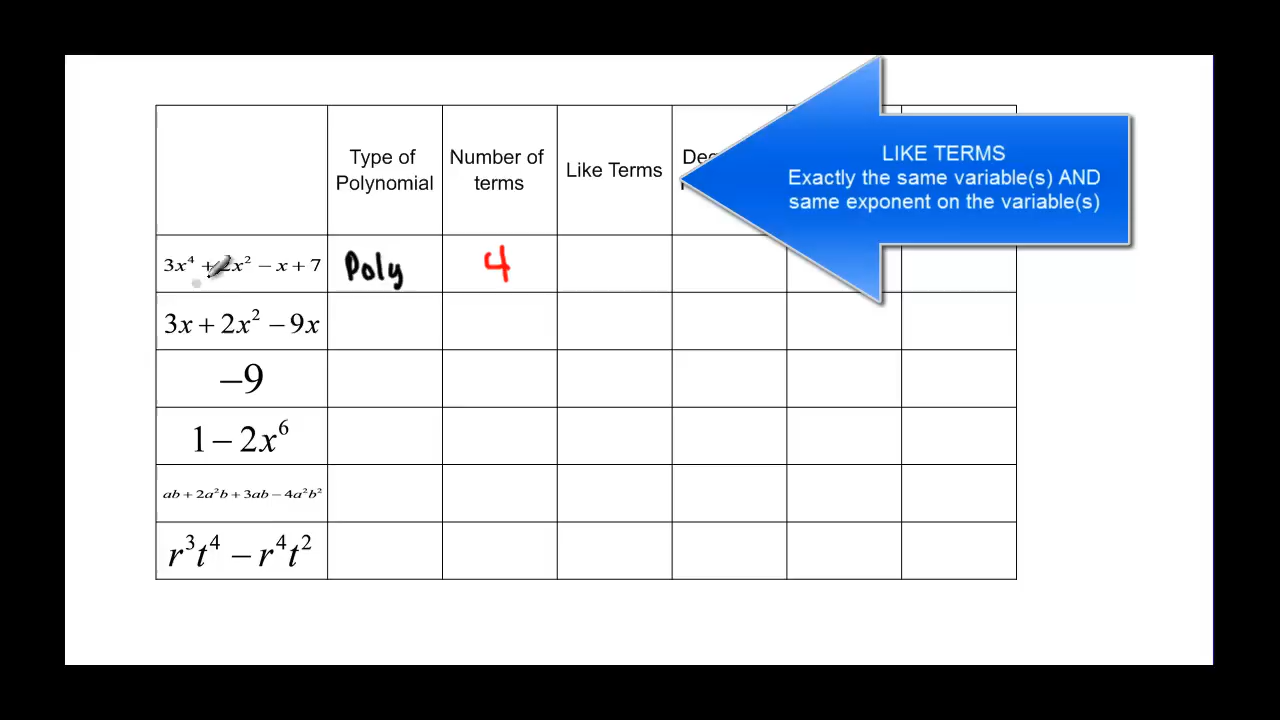 Type of
Polynomial
Number of
terms
Like Terms
LIKE TERMS
Exactly the same variable(s) AND
same exponent on the variable(s)
3x⁴ + 2x² − x + 7
Poly
4
3x + 2x² − 9x
−9
1 − 2x⁶
ab + 2a²b + 3ab − 4a²b²
r³t⁴ − r⁴t²